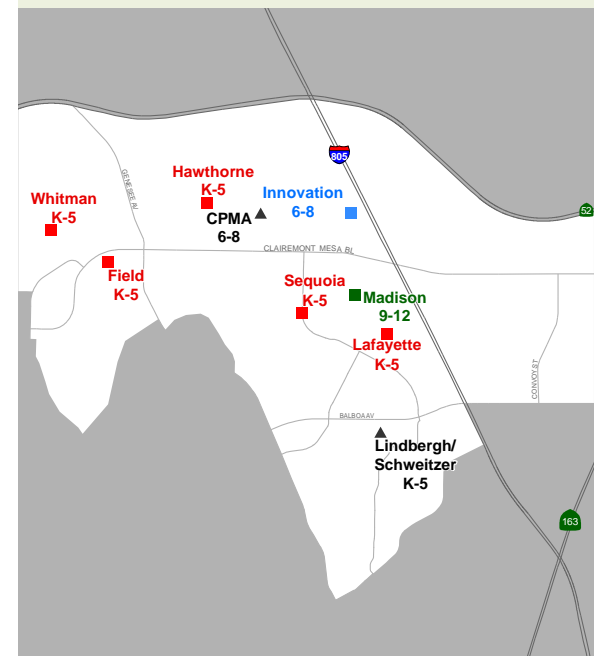 805
GENESEE AV
Hawthorne
K-5
Whitman
K-5
Innovation
6-8
CPMA
6-8
52
CLAIREMONT MESA BL
Field
K-5
Sequoia
K-5
Madison
9-12
Lafayette
K-5
CONVOY ST
BALBOA AV
Lindbergh/
Schweitzer
K-5
163